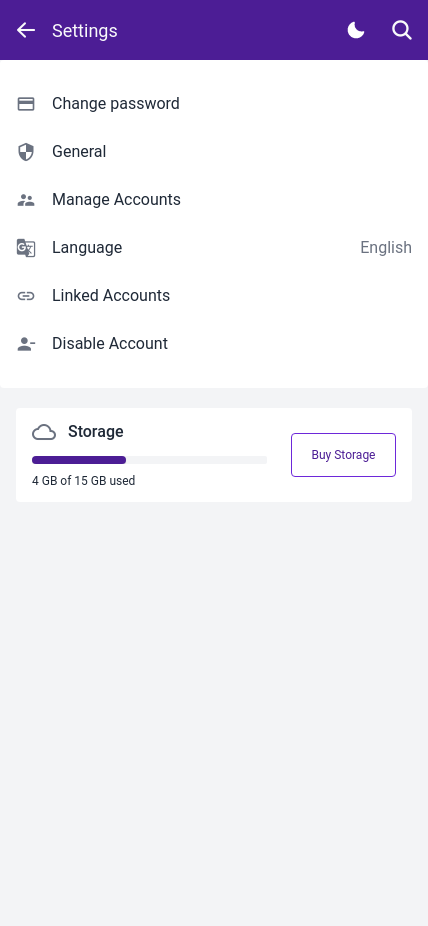 Settings
Change password
General
Manage Accounts
Language English
Linked Accounts
Disable Account
Storage
Buy Storage
4 GB of 15 GB used